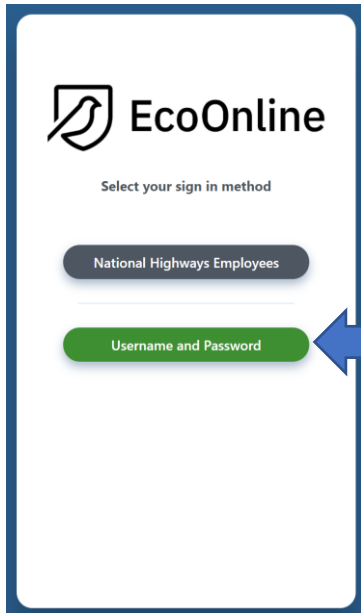 EcoOnline
Select your sign in method
National Highways Employees
Username and Password